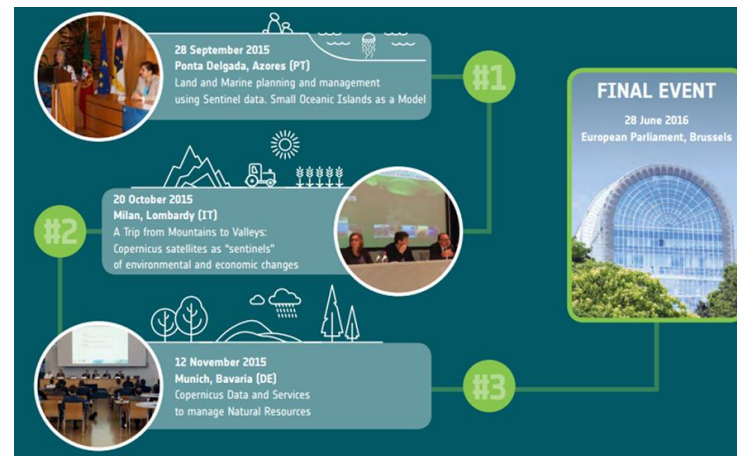 28 September 2015
Ponta Delgada, Azores (PT)
Land and Marine planning and management
using Sentinel data. Small Oceanic Islands as a Model
#1
20 October 2015
Milan, Lombardy (IT)
A Trip from Mountains to Valleys:
Copernicus satellites as "sentinels"
of environmental and economic changes
#2
12 November 2015
Munich, Bavaria (DE)
Copernicus Data and Services
to manage Natural Resources
#3
FINAL EVENT
28 June 2016
European Parliament, Brussels